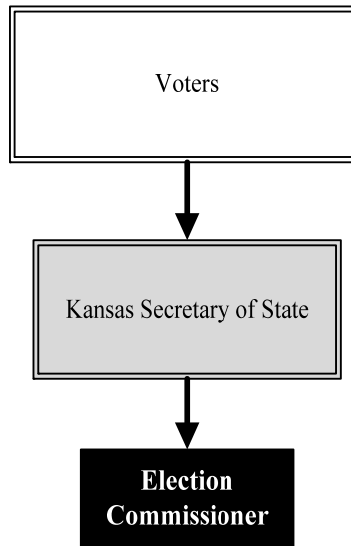 Voters
Kansas Secretary of State
Election
Commissioner